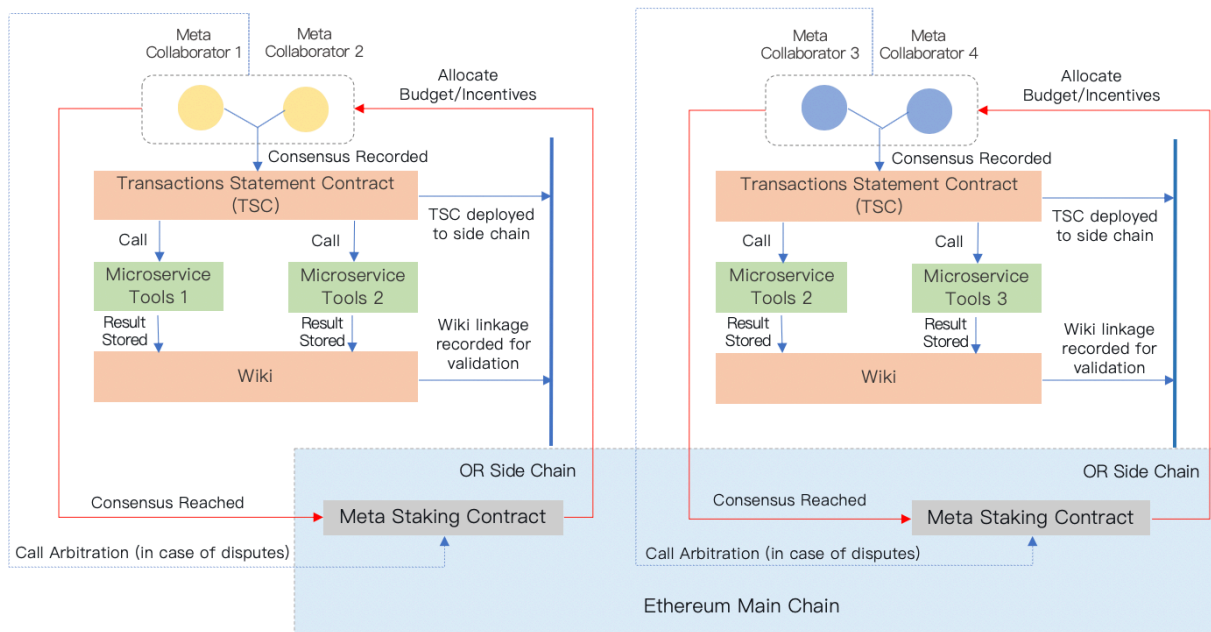 Meta
Collaborator 1
Meta
Collaborator 2
Allocate
Budget/Incentives
Consensus Recorded
Transactions Statement Contract
(TSC)
TSC deployed
to side chain
Call
Call
Microservice
Tools 1
Microservice
Tools 2
Result
Stored
Result
Stored
Wiki linkage
recorded for
validation
Wiki
OR Side Chain
Consensus Reached
Meta Staking Contract
Call Arbitration (in case of disputes)
Meta
Collaborator 3
Meta
Collaborator 4
Allocate
Budget/Incentives
Consensus Recorded
Transactions Statement Contract
(TSC)
TSC deployed
to side chain
Call
Call
Microservice
Tools 2
Microservice
Tools 3
Result
Stored
Result
Stored
Wiki linkage
recorded for
validation
Wiki
OR Side Chain
Consensus Reached
Meta Staking Contract
Call Arbitration (in case of disputes)
Ethereum Main Chain